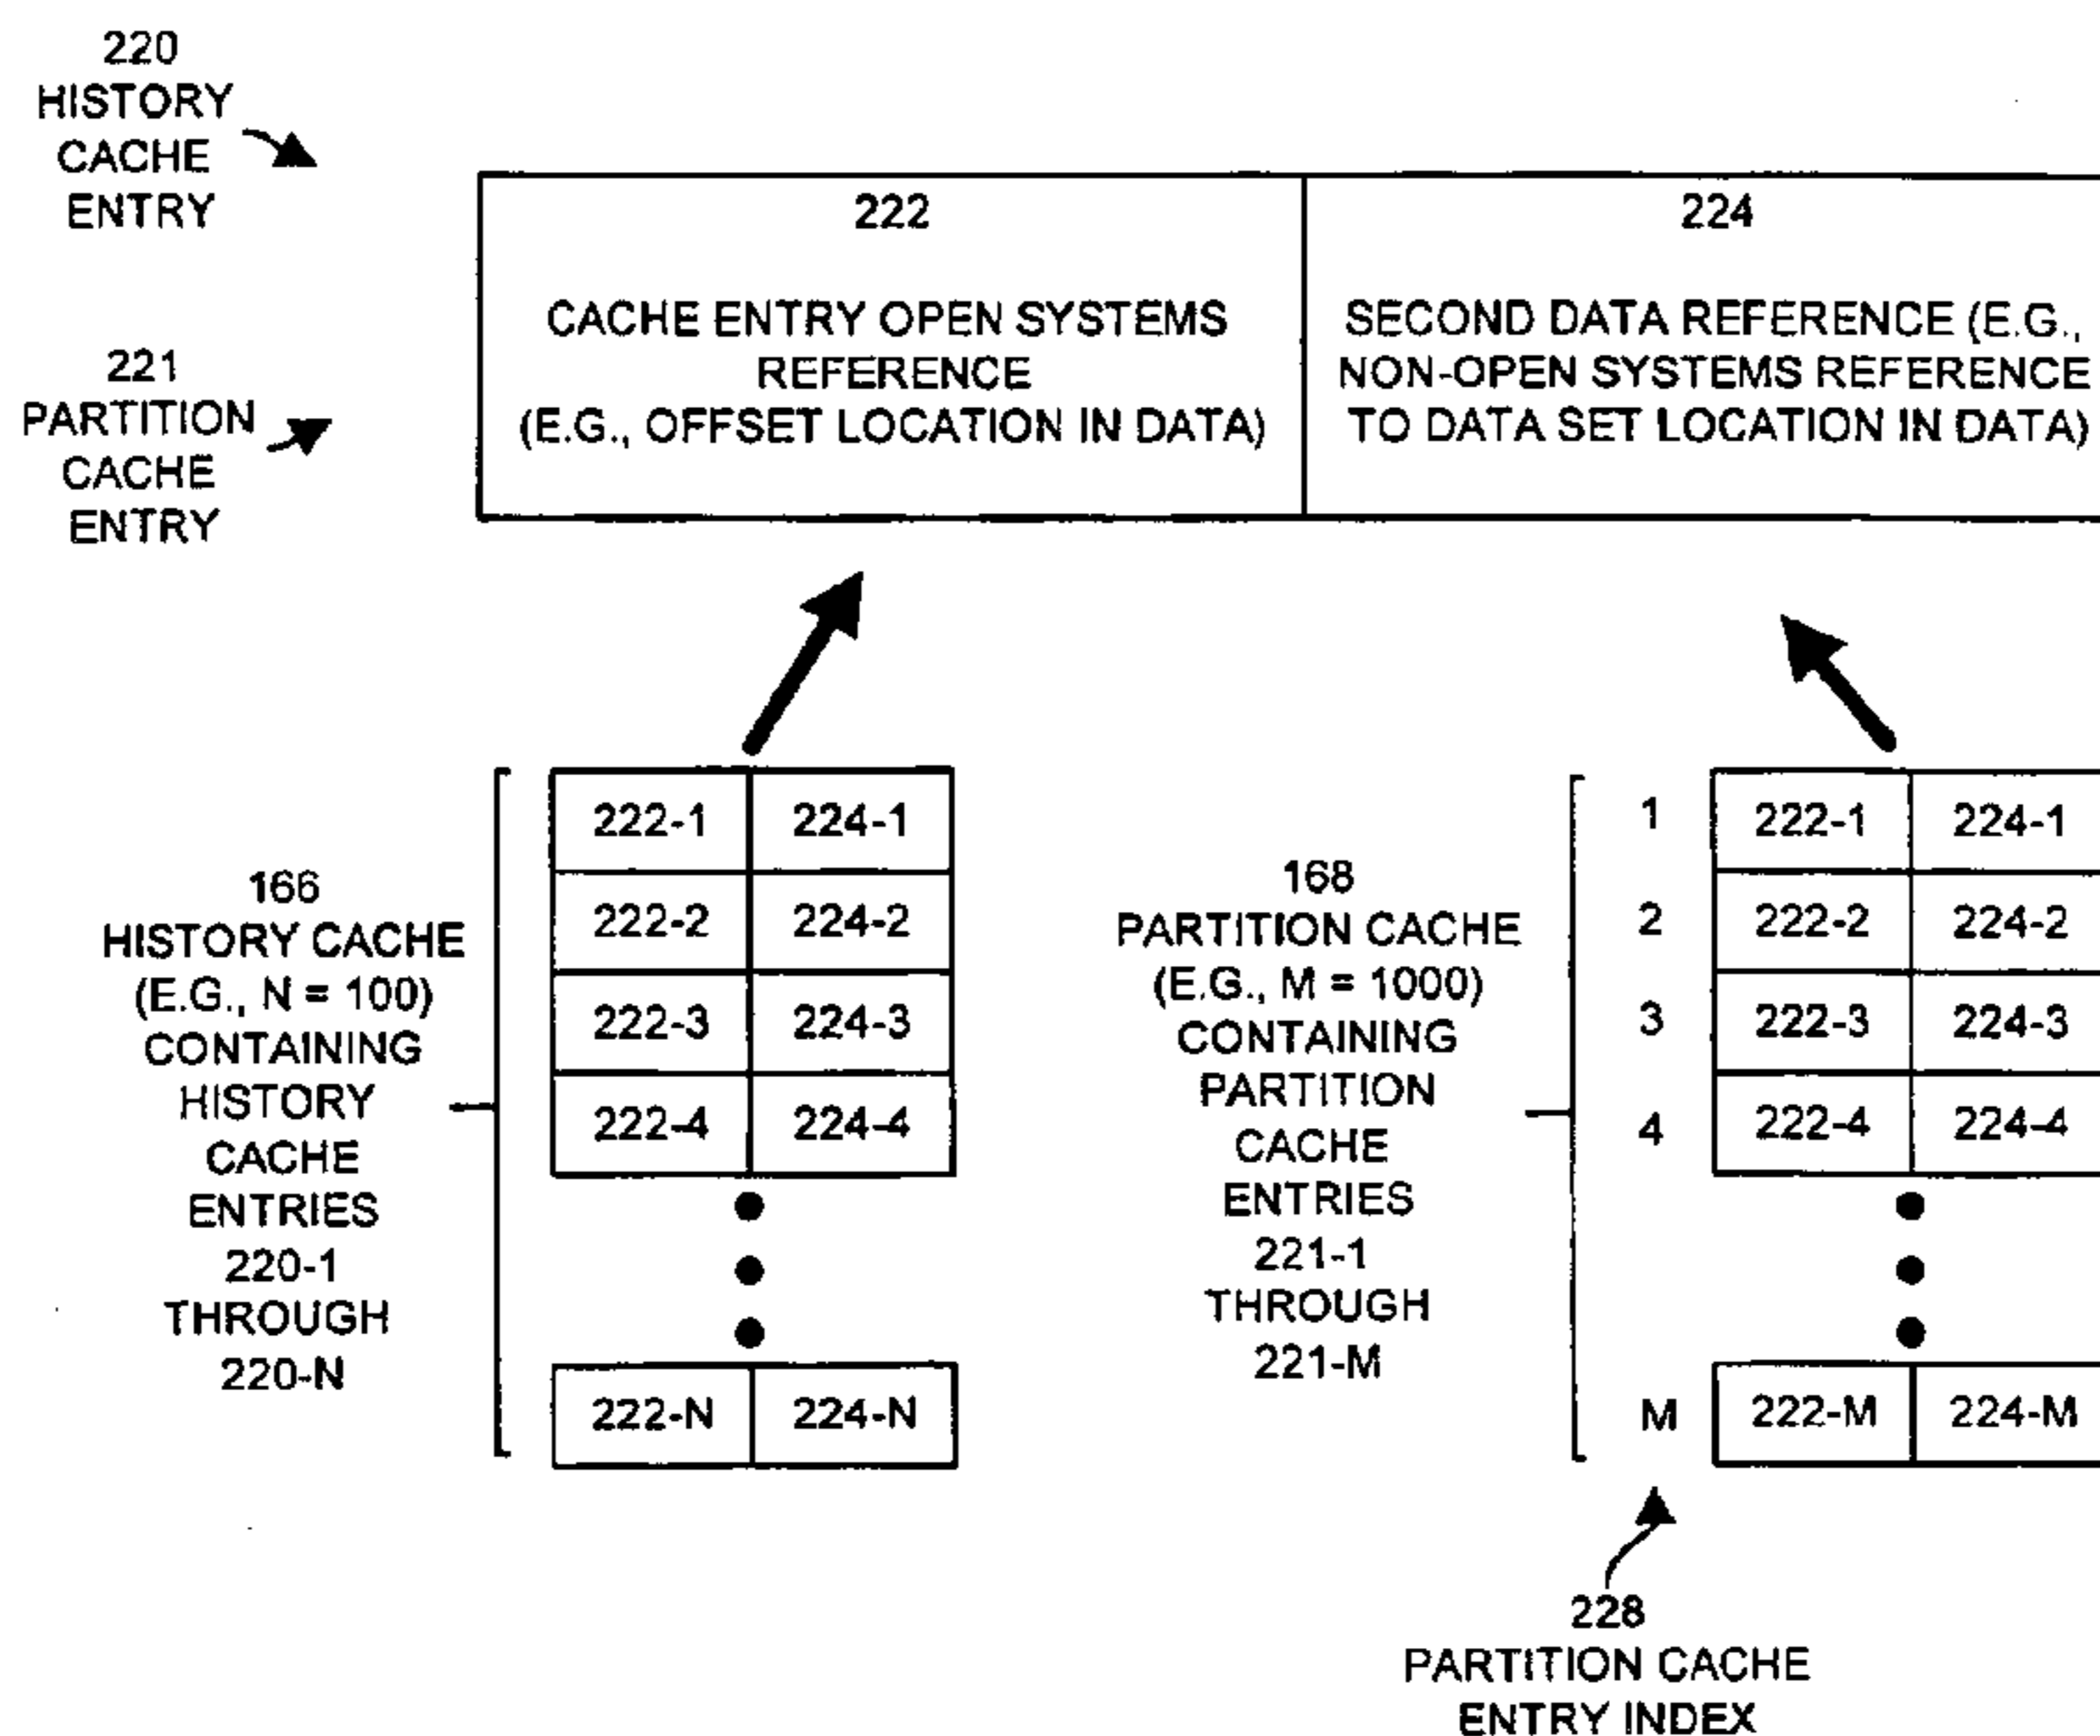 220
HISTORY
CACHE
ENTRY
221
PARTITION
CACHE
ENTRY
222
CACHE ENTRY OPEN SYSTEMS
REFERENCE
(E.G., OFFSET LOCATION IN DATA)
224
SECOND DATA REFERENCE (E.G.,
NON-OPEN SYSTEMS REFERENCE
TO DATA SET LOCATION IN DATA)
166
HISTORY CACHE
(E.G., N = 100)
CONTAINING
HISTORY
CACHE
ENTRIES
220-1
THROUGH
220-N
222-1 224-1
222-2 224-2
222-3 224-3
222-4 224-4
222-N 224-N
168
PARTITION CACHE
(E.G., M = 1000)
CONTAINING
PARTITION
CACHE
ENTRIES
221-1
THROUGH
221-M
1 222-1 224-1
2 222-2 224-2
3 222-3 224-3
4 222-4 224-4
M 222-M 224-M
228
PARTITION CACHE
ENTRY INDEX